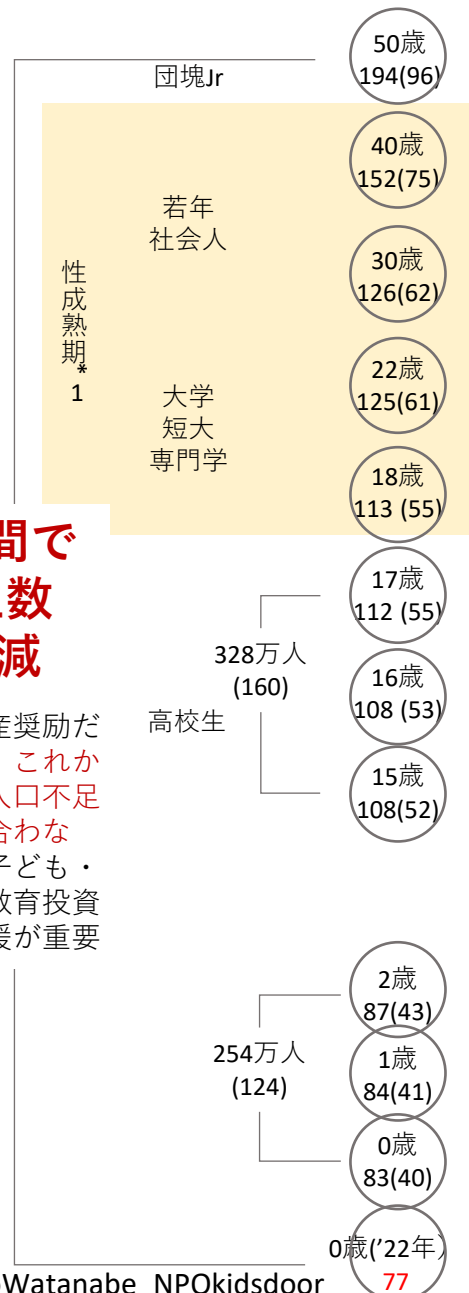 50歳
194(96)
団塊Jr
40歳
152(75)
若年
社会人
30歳
126(62)
性成熟期*1
22歳
125(61)
大学
短大
専門学
18歳
113 (55)
間で
数
減
17歳
112 (55)
328万人
(160)
16歳
108 (53)
高校生
産奨励だ
これか
人口不足
合わな
子ども・
教育投資
援が重要
15歳
108(52)
2歳
87(43)
254万人
(124)
1歳
84(41)
0歳
83(40)
0歳('22年)
77
Watanabe NPOkidsdoor